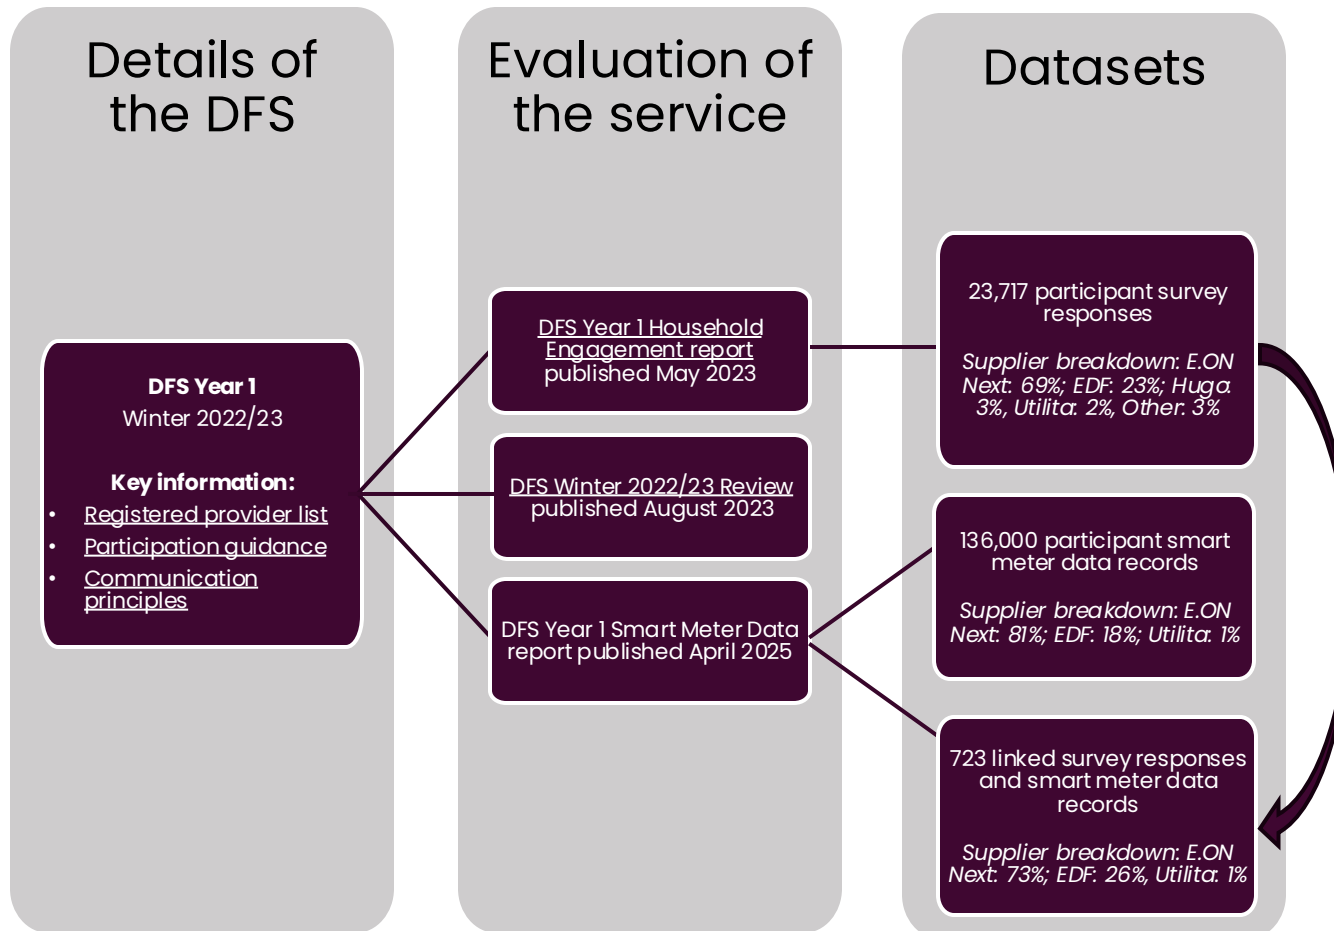 Details of
the DFS
DFS Year 1
Winter 2022/23
Key information:
• Registered provider list
• Participation guidance
• Communication
principles
Evaluation of
the service
DFS Year 1 Household
Engagement report
published May 2023
DFS Winter 2022/23 Review
published August 2023
DFS Year 1 Smart Meter Data
report published April 2025
Datasets
23,717 participant survey
responses
Supplier breakdown: E.ON
Next: 69%; EDF: 23%; Huga:
3%, Utilita: 2%, Other: 3%
136,000 participant smart
meter data records
Supplier breakdown: E.ON
Next: 81%; EDF: 18%; Utilita: 1%
723 linked survey responses
and smart meter data
records
Supplier breakdown: E.ON
Next: 73%; EDF: 26%, Utilita: 1%